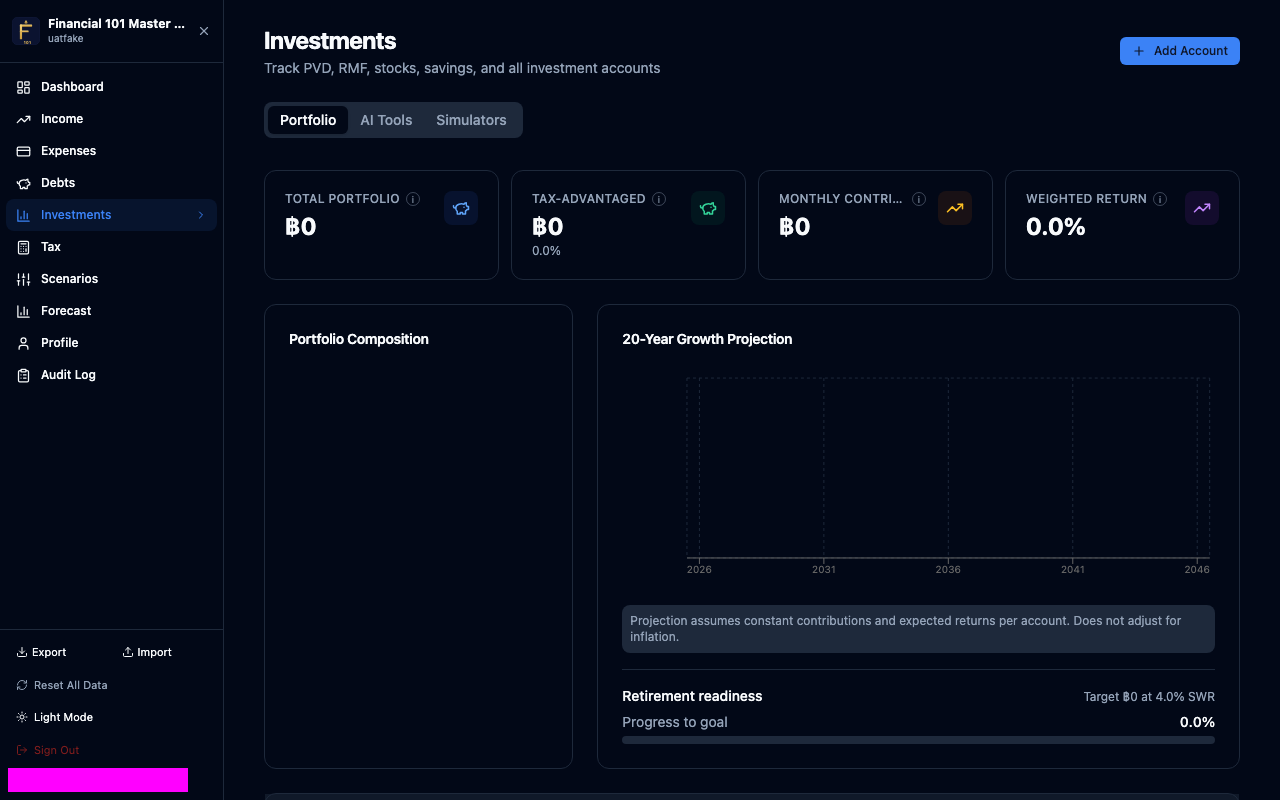 Financial 101 Master ...
uatfake
Dashboard
Income
Expenses
Debts
Investments
Tax
Scenarios
Forecast
Profile
Audit Log
Export
Import
Reset All Data
Light Mode
Sign Out
Investments
Track PVD, RMF, stocks, savings, and all investment accounts
Add Account
Portfolio
AI Tools
Simulators
TOTAL PORTFOLIO
฿0
TAX-ADVANTAGED
฿0
0.0%
MONTHLY CONTRI...
฿0
WEIGHTED RETURN
0.0%
Portfolio Composition
20-Year Growth Projection
2026 2031 2036 2041 2046
Projection assumes constant contributions and expected returns per account. Does not adjust for
inflation.
Retirement readiness
Target ฿0 at 4.0% SWR
Progress to goal
0.0%